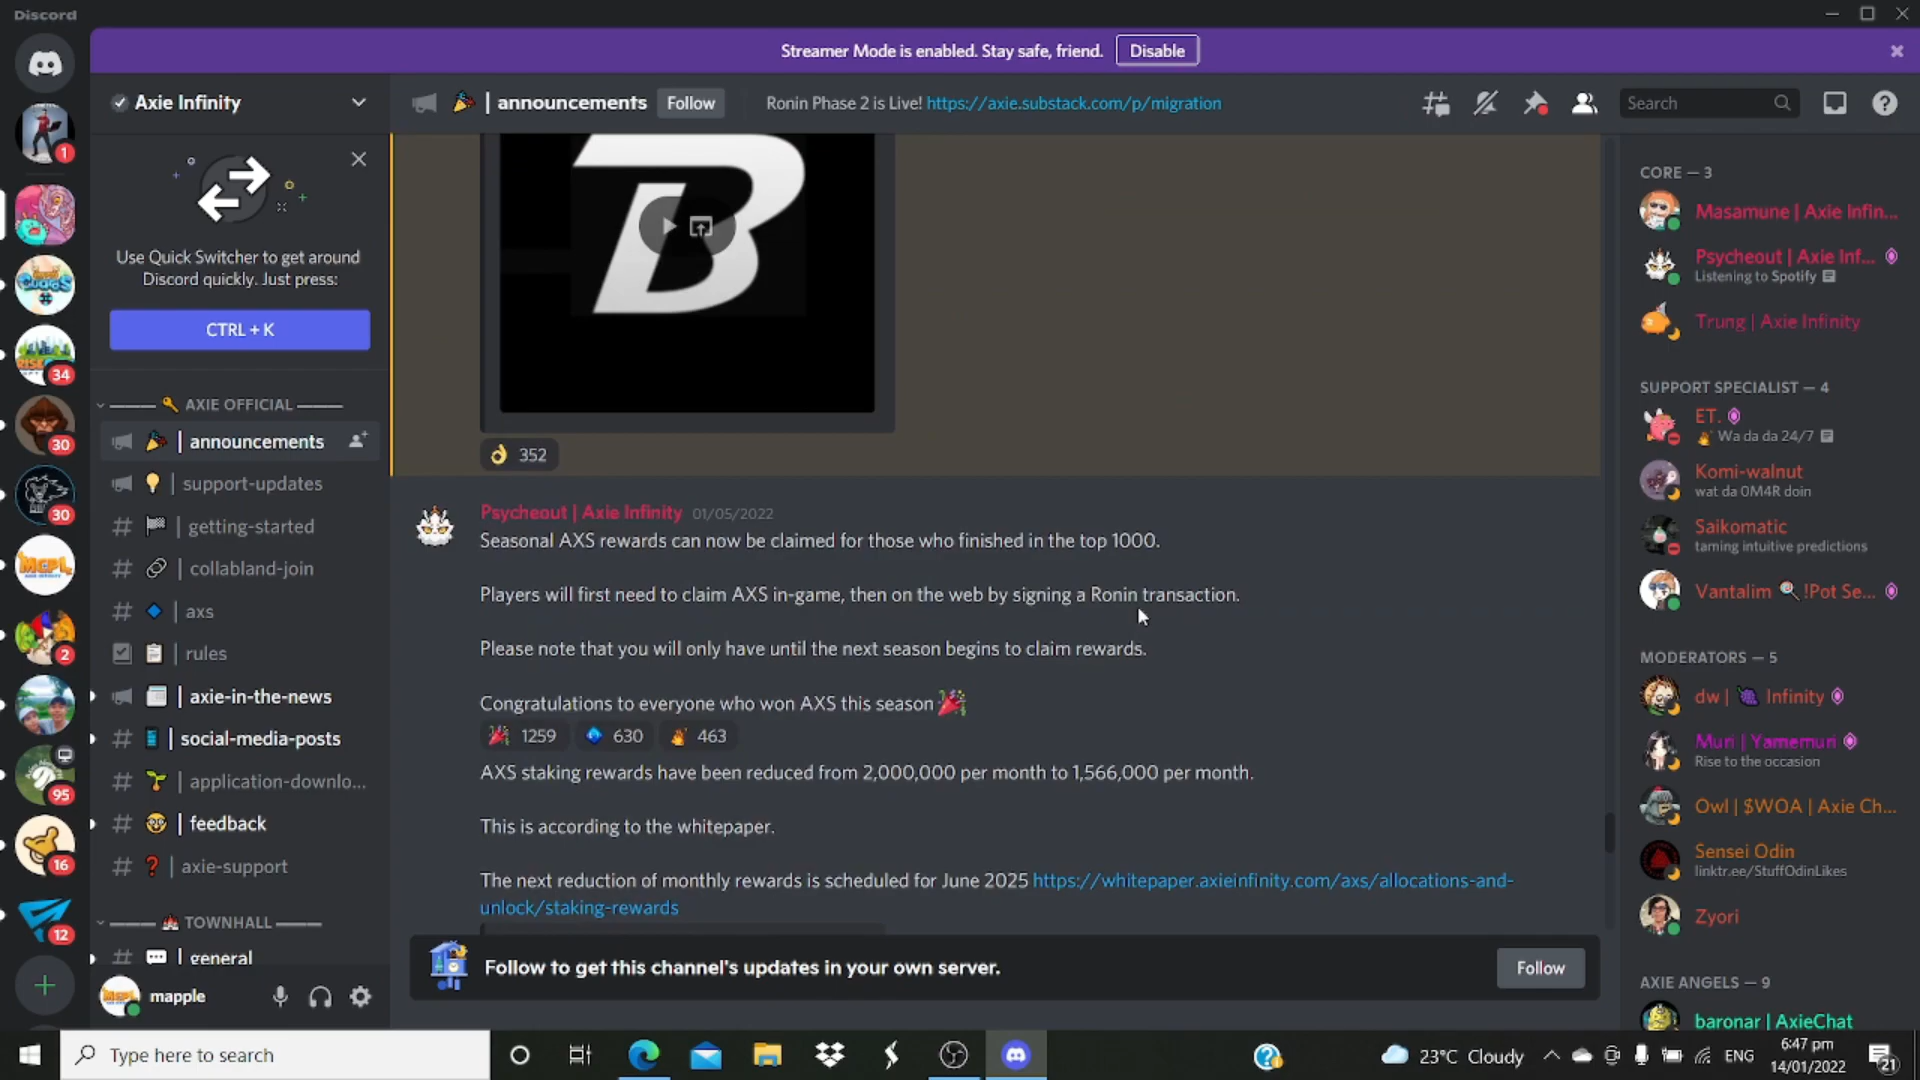 Discord
Streamer Mode is enabled. Stay safe, friend. Disable
Axie Infinity
| announcements Follow
Ronin Phase 2 is Live! https://axie.substack.com/p/migration
Search
Use Quick Switcher to get around
Discord quickly. Just press:
CTRL + K
AXIE OFFICIAL
| announcements
| support-updates
| getting-started
| collabland-join
| axs
| rules
| axie-in-the-news
| social-media-posts
| application-downlo...
| feedback
| axie-support
TOWNHALL
| general
mapple
1
34
30
30
2
95
16
12
B
352
Psycheout | Axie Infinity 01/05/2022
Seasonal AXS rewards can now be claimed for those who finished in the top 1000.
Players will first need to claim AXS in-game, then on the web by signing a Ronin transaction.
Please note that you will only have until the next season begins to claim rewards.
Congratulations to everyone who won AXS this season
1259 630 463
AXS staking rewards have been reduced from 2,000,000 per month to 1,566,000 per month.
This is according to the whitepaper.
The next reduction of monthly rewards is scheduled for June 2025 https://whitepaper.axieinfinity.com/axs/allocations-and-
unlock/staking-rewards
Follow to get this channel's updates in your own server.
Follow
CORE — 3
Masamune | Axie Infin...
Psycheout | Axie Inf...
Listening to Spotify
Trung | Axie Infinity
SUPPORT SPECIALIST — 4
ET.
Wa da da 24/7
Komi-walnut
wat da 0M4R doin
Saikomatic
taming intuitive predictions
Vantalim !Pot Se...
MODERATORS — 5
dw | Infinity
Muri | Yamemuri
Rise to the occasion
Owl | $WOA | Axie Ch...
Sensei Odin
linktr.ee/StuffOdinLikes
Zyori
AXIE ANGELS — 9
baronar | AxieChat
Type here to search
23°C Cloudy
ENG
6:47 pm
14/01/2022
21